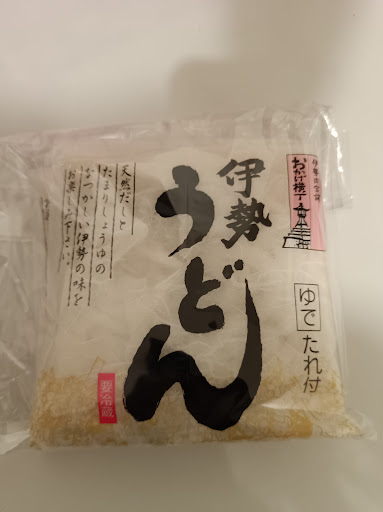 伊勢内宮前
おかげ横丁
ゆでたれ付
伊勢
うどん
天然だしと
たまりしょうゆの
なつかしい伊勢の味を
お楽しみ下さい。
要冷蔵